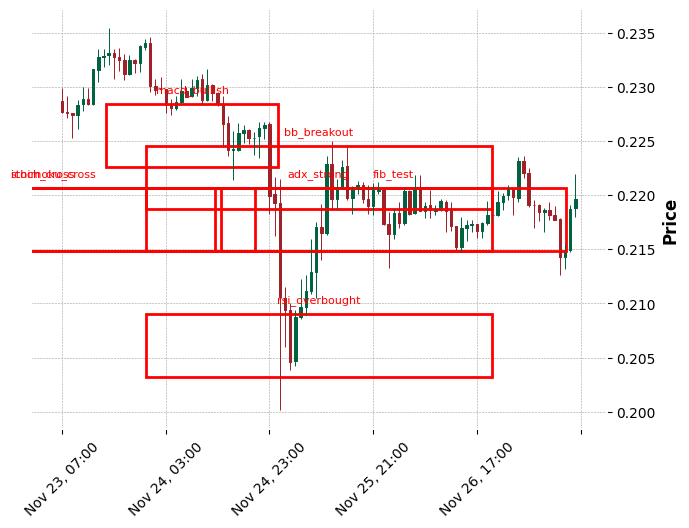 0.235
0.230
macd_bullish
0.225
bb_breakout
adx_strong
fib_test
0.220
0.215
0.210
rsi_overbought
0.205
0.200
Price
Nov 23, 07:00
Nov 24, 03:00
Nov 24, 23:00
Nov 25, 21:00
Nov 26, 17:00